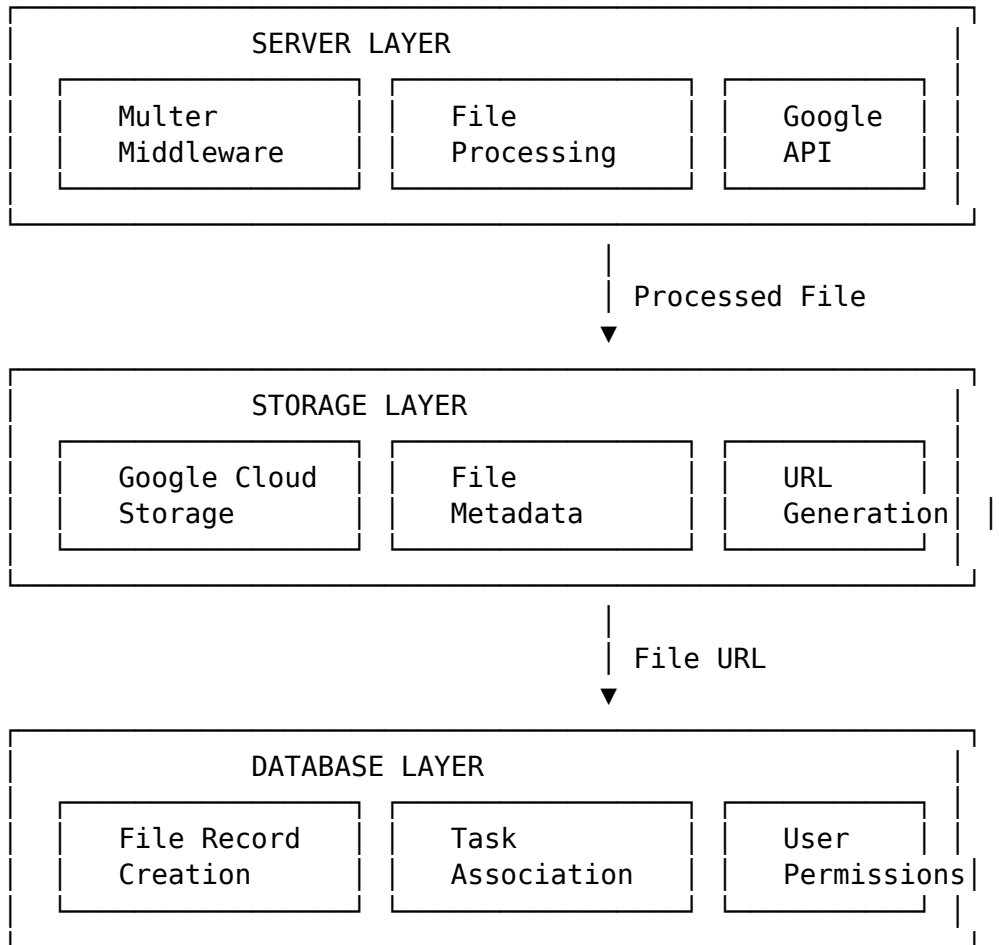 SERVER LAYER
Multer File Google
Middleware Processing API
Processed File
STORAGE LAYER
Google Cloud File URL
Storage Metadata Generation
File URL
DATABASE LAYER
File Record Task User
Creation Association Permissions